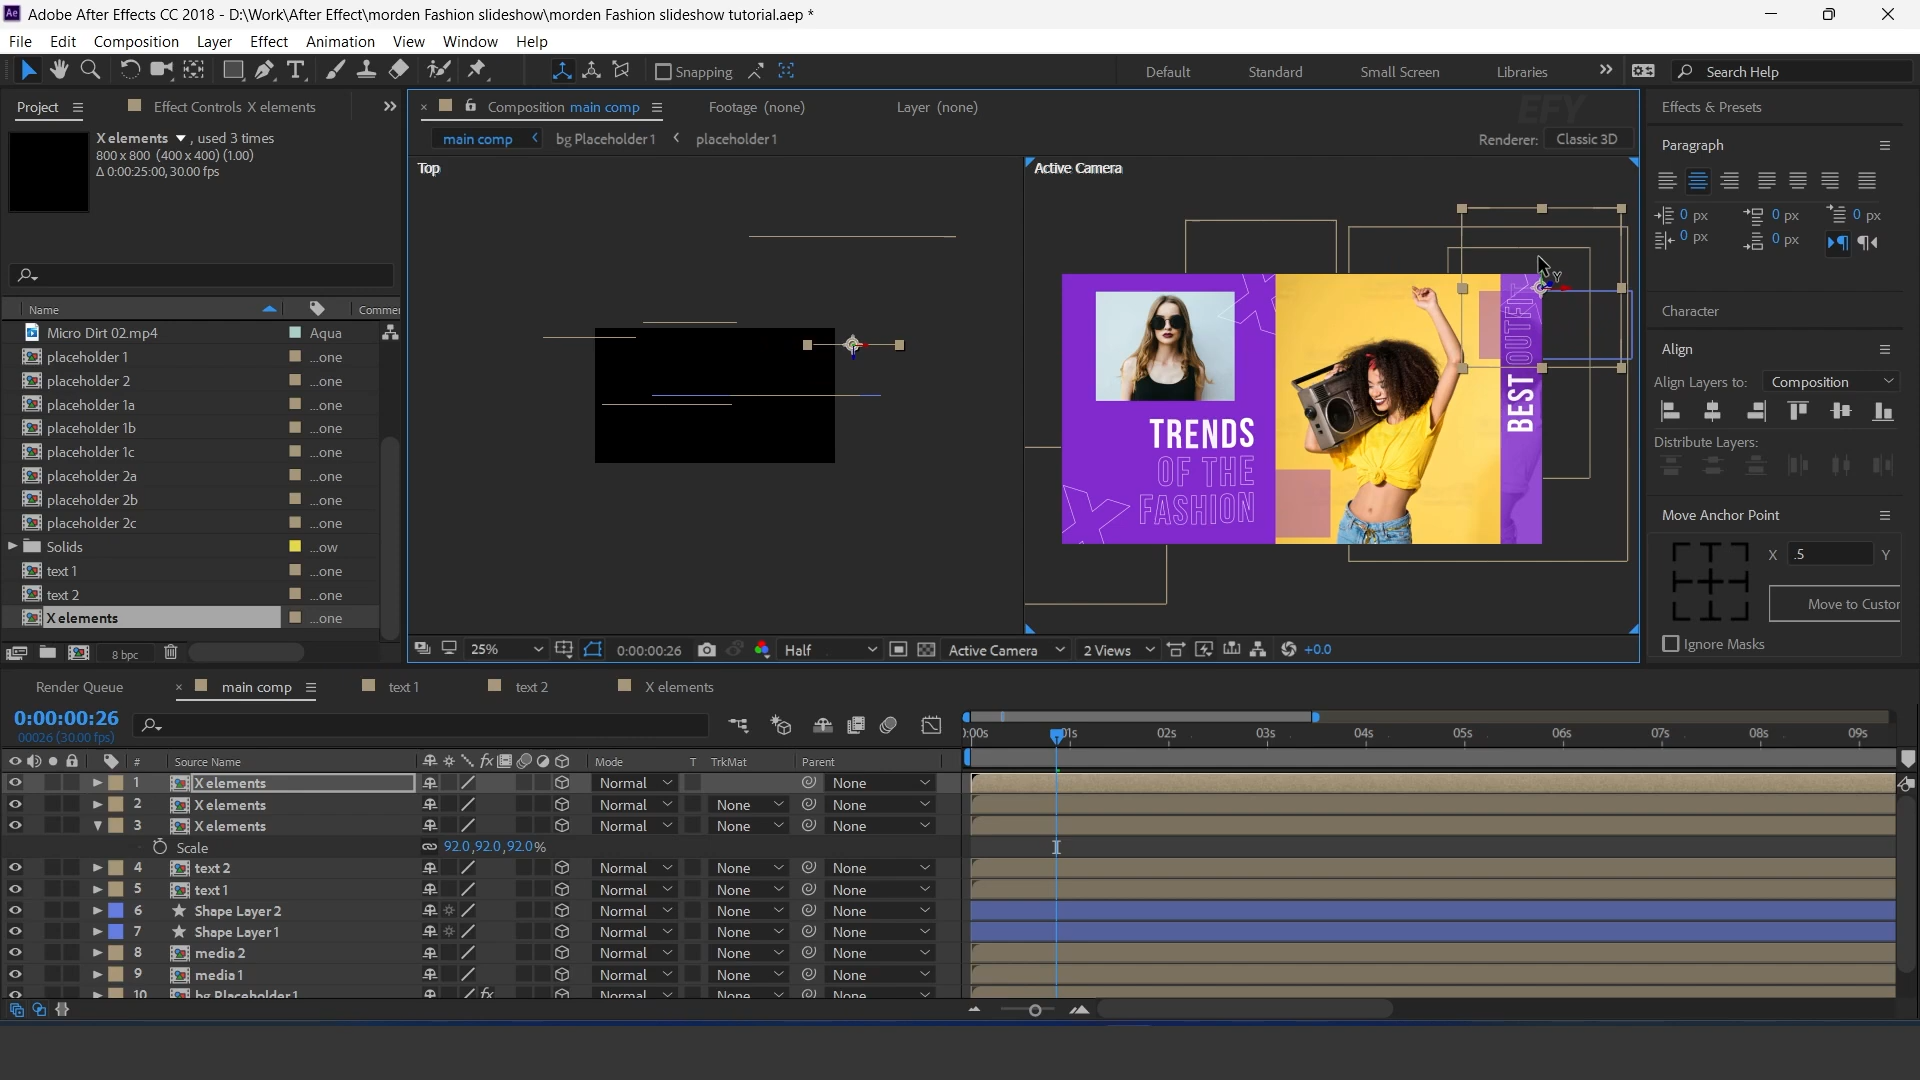 Adobe After Effects CC 2018 - D:\Work\After Effect\morden Fashion slideshow\morden Fashion slideshow tutorial.aep *
File Edit Composition Layer Effect Animation View Window Help
Snapping Default Standard Small Screen Libraries Search Help
Project Effect Controls X elements Composition main comp Footage (none) Layer (none) EFY Effects & Presets
X elements , used 3 times
800 x 800 (400 x 400) (1.00)
Δ 0:00:25:00, 30.00 fps
main comp bg Placeholder 1 placeholder 1 Renderer: Classic 3D
Top Active Camera
Paragraph
0 px 0 px 0 px
0 px 0 px
Name Comme
Micro Dirt 02.mp4 Aqua
placeholder 1 ...one
placeholder 2 ...one
placeholder 1a ...one
placeholder 1b ...one
placeholder 1c ...one
placeholder 2a ...one
placeholder 2b ...one
placeholder 2c ...one
Solids ...ow
text 1 ...one
text 2 ...one
X elements ...one
8 bpc
TRENDS
OF THE
FASHION
BEST OUTFIT
Y
Character
Align
Align Layers to: Composition
Distribute Layers:
Move Anchor Point
X .5 Y
Move to Custor
Ignore Masks
25% 0:00:00:26 Half Active Camera 2 Views +0.0
Render Queue main comp text 1 text 2 X elements
0:00:00:26
00026 (30.00 fps)
):00s 01s 02s 03s 04s 05s 06s 07s 08s 09s
# Source Name fx Mode T TrkMat Parent
1 X elements Normal None
2 X elements Normal None None
3 X elements Normal None None
Scale 92.0,92.0,92.0%
4 text 2 Normal None None
5 text 1 Normal None None
6 Shape Layer 2 Normal None None
7 Shape Layer 1 Normal None None
8 media 2 Normal None None
9 media 1 Normal None None
10 bg Placeholder 1 fx Normal None None